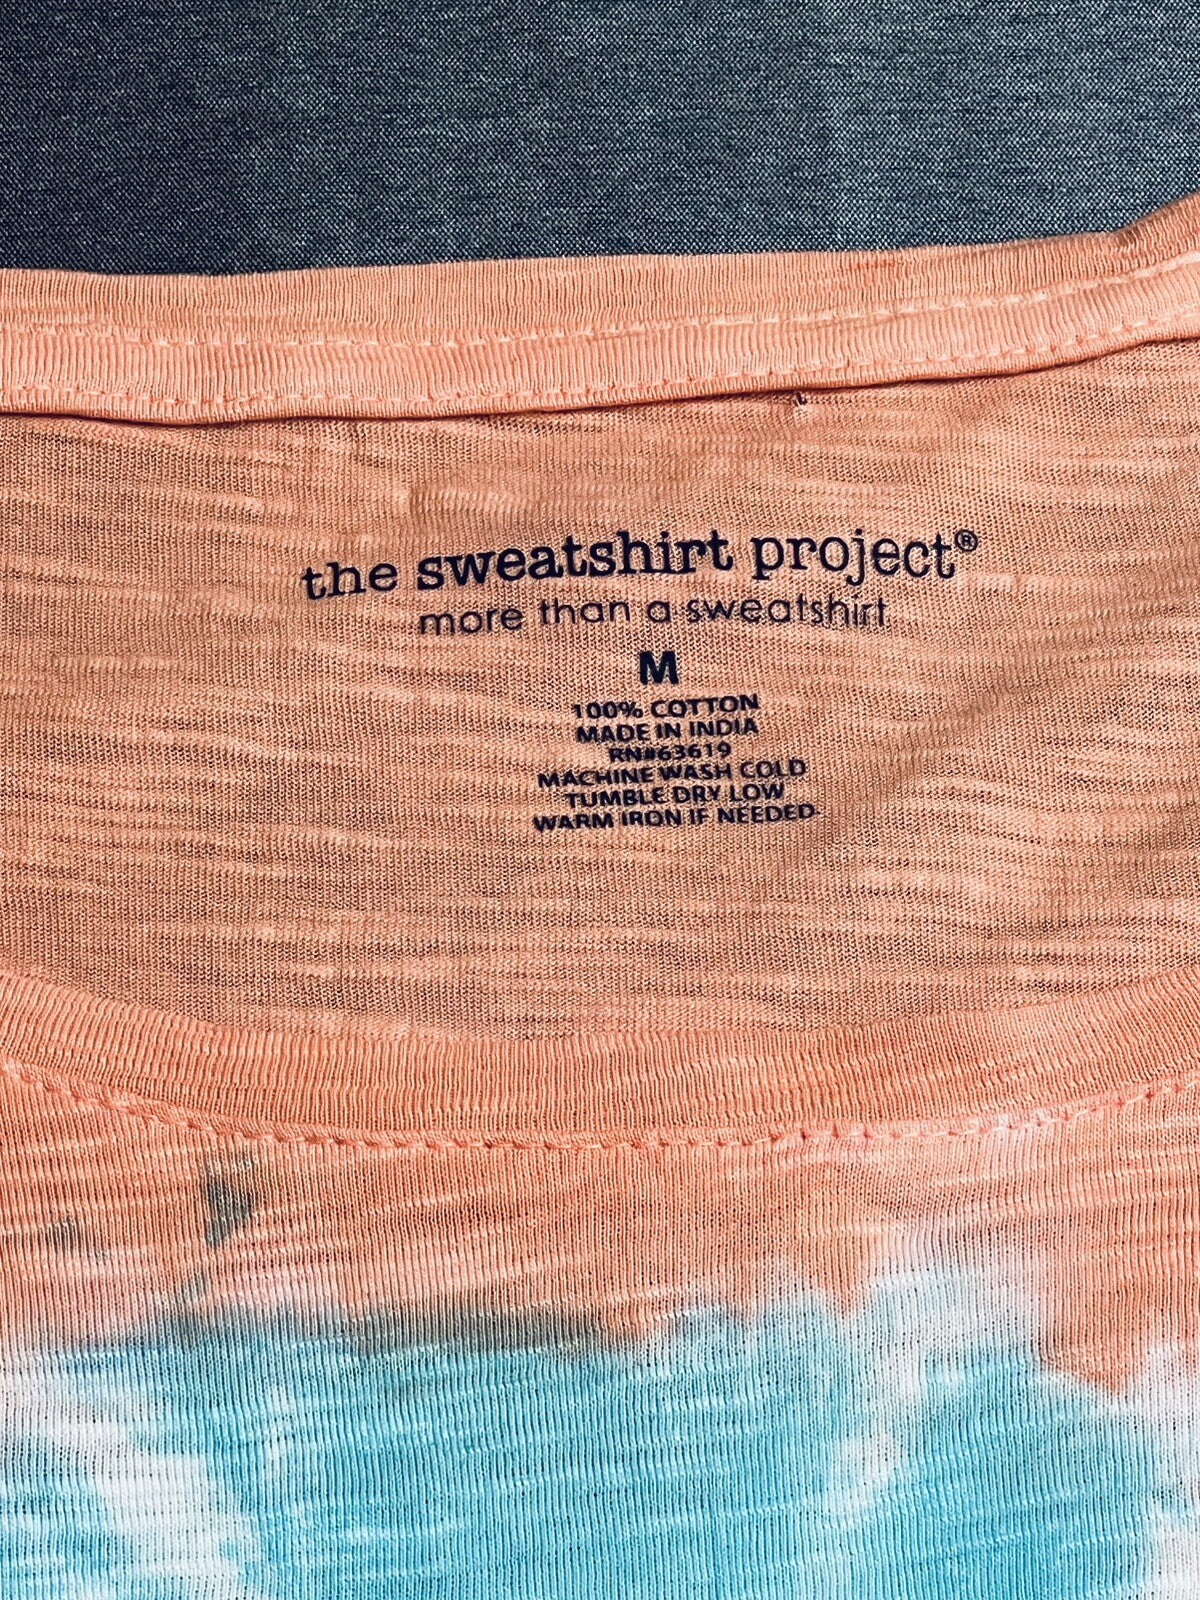 the sweatshirt project®
more than a sweatshirt
M
100% COTTON
MADE IN INDIA
RN#63619
MACHINE WASH COLD
TUMBLE DRY LOW
WARM IRON IF NEEDED